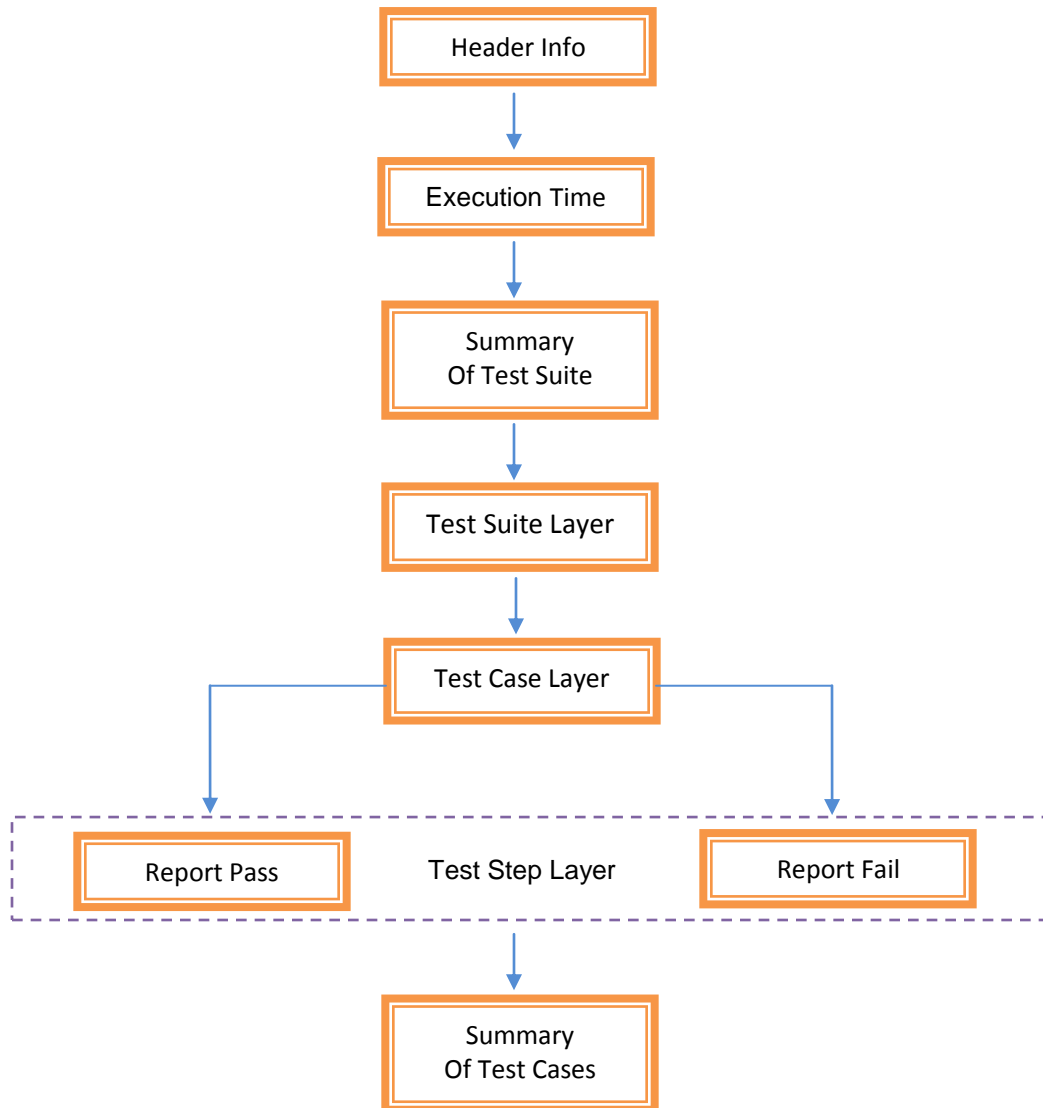 Header Info
Execution Time
Summary
Of Test Suite
Test Suite Layer
Test Case Layer
Report Pass
Test Step Layer
Report Fail
Summary
Of Test Cases